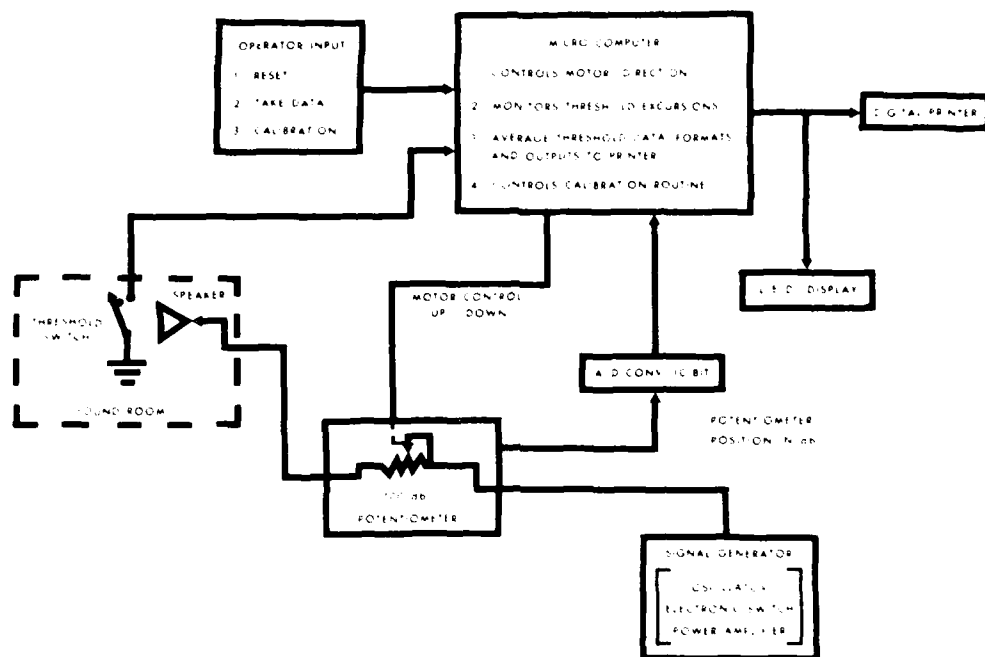 OPERATOR INPUT
1 RESET
2 TAKE DATA
3 CALIBRATION
MICRO COMPUTER
CONTROLS MOTOR DIRECTION
2 MONITORS THRESHOLD EXCURSIONS
3 AVERAGE THRESHOLD DATA, FORMATS
AND OUTPUTS TO PRINTER
4 CONTROLS CALIBRATION ROUTINE
DIGITAL PRINTER
L.E.D. DISPLAY
SPEAKER
THRESHOLD
SWITCH
SOUND ROOM
MOTOR CONTROL
UP DOWN
A/D CONV BIT
POTENTIOMETER
POSITION IN db
100 db
POTENTIOMETER
SIGNAL GENERATOR
OSCILLATOR
ELECTRONIC SWITCH
POWER AMPLIFIER